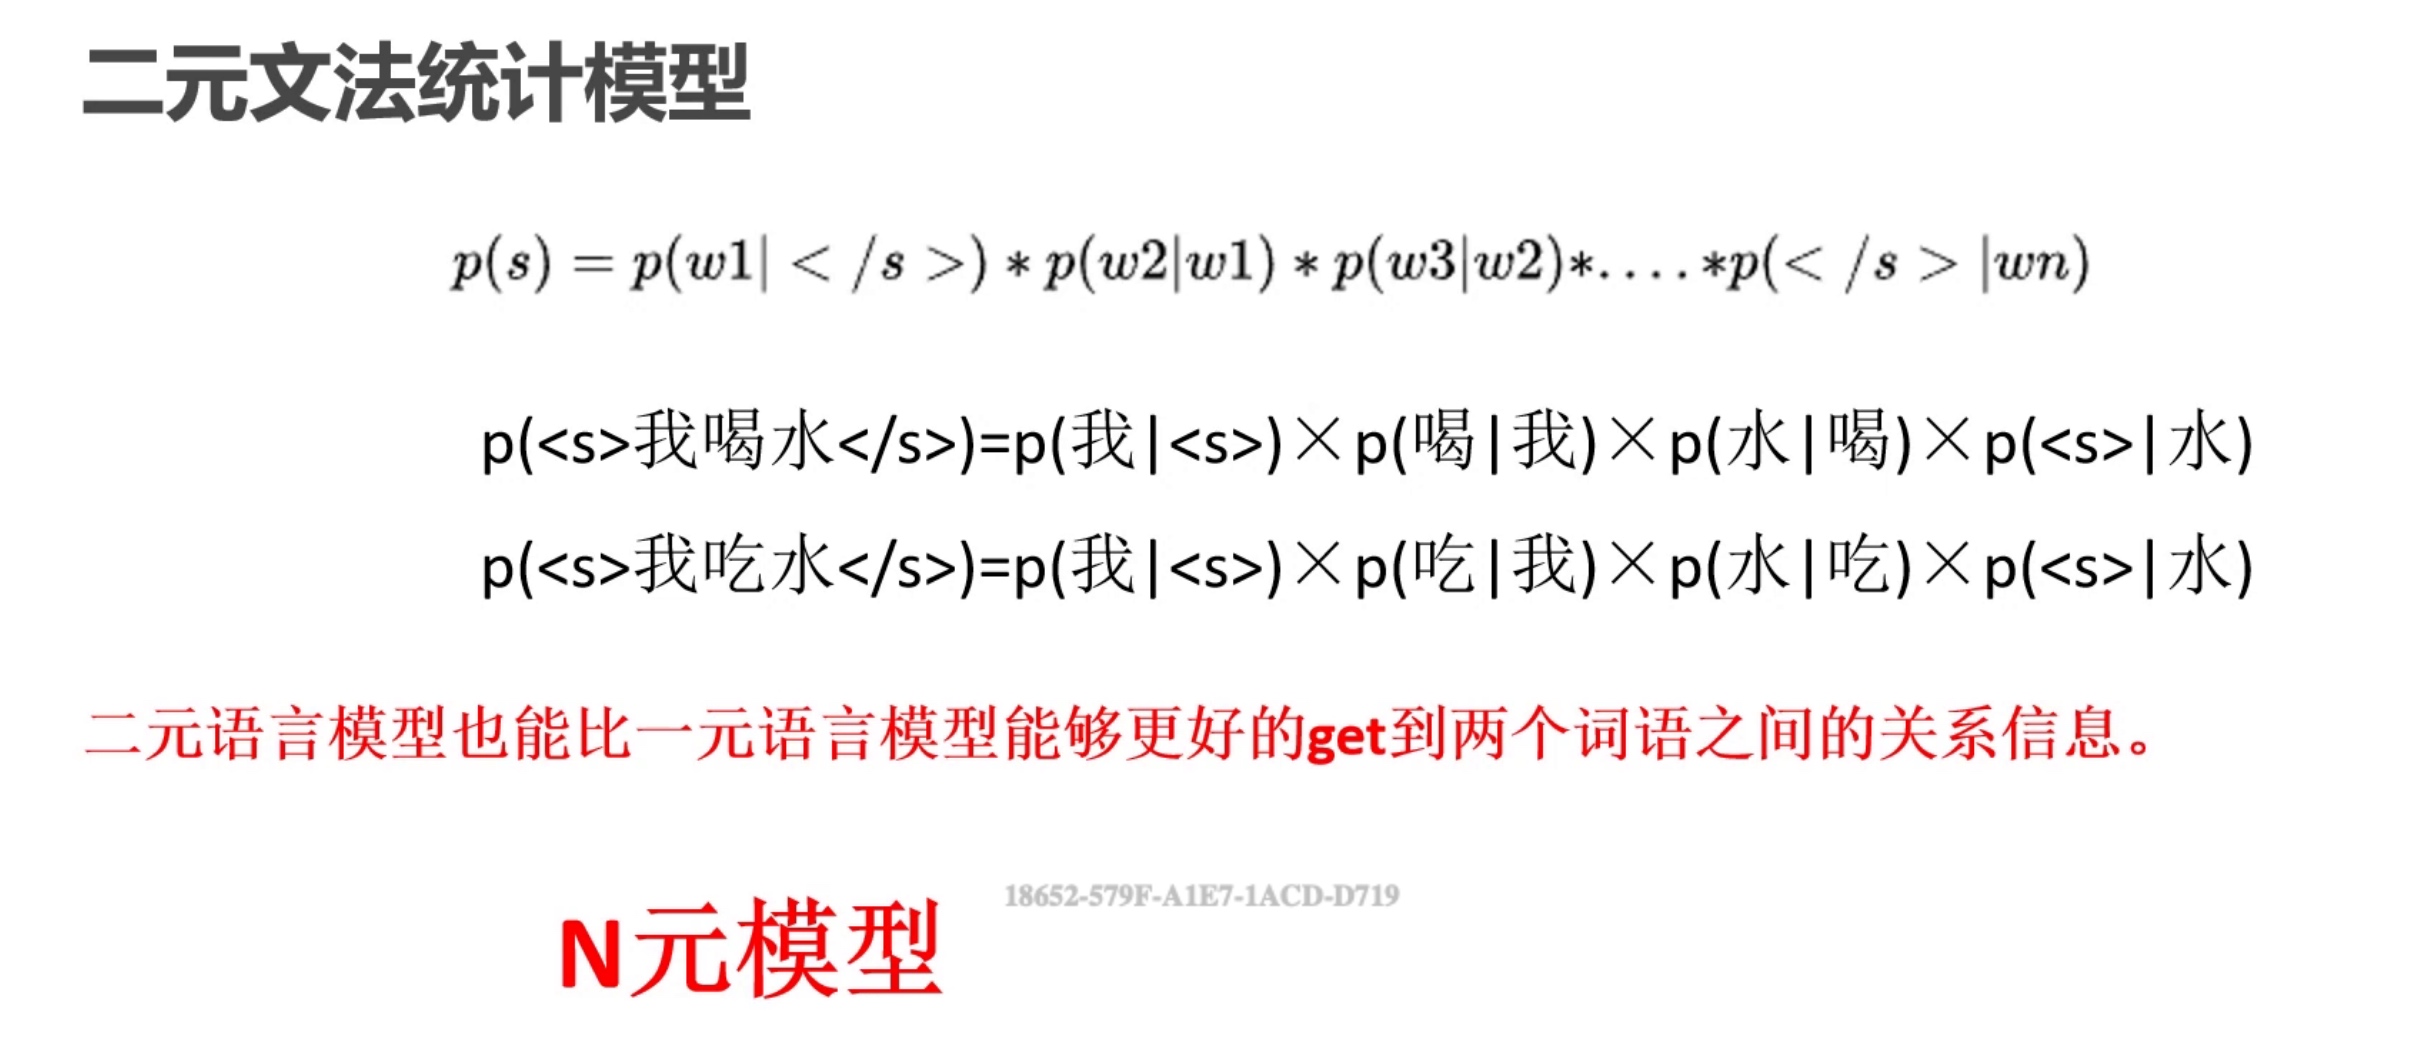 二元文法统计模型
p(s) = p(w1| < /s >) * p(w2|w1) * p(w3|w2)*. . . . *p(< /s > |wn)
p(<s>我喝水</s>)=p(我|<s>)×p(喝|我)×p(水|喝)×p(<s>|水)
p(<s>我吃水</s>)=p(我|<s>)×p(吃|我)×p(水|吃)×p(<s>|水)
二元语言模型也能比一元语言模型能够更好的get到两个词语之间的关系信息。
18652-579F-A1E7-1ACD-D719
N元模型